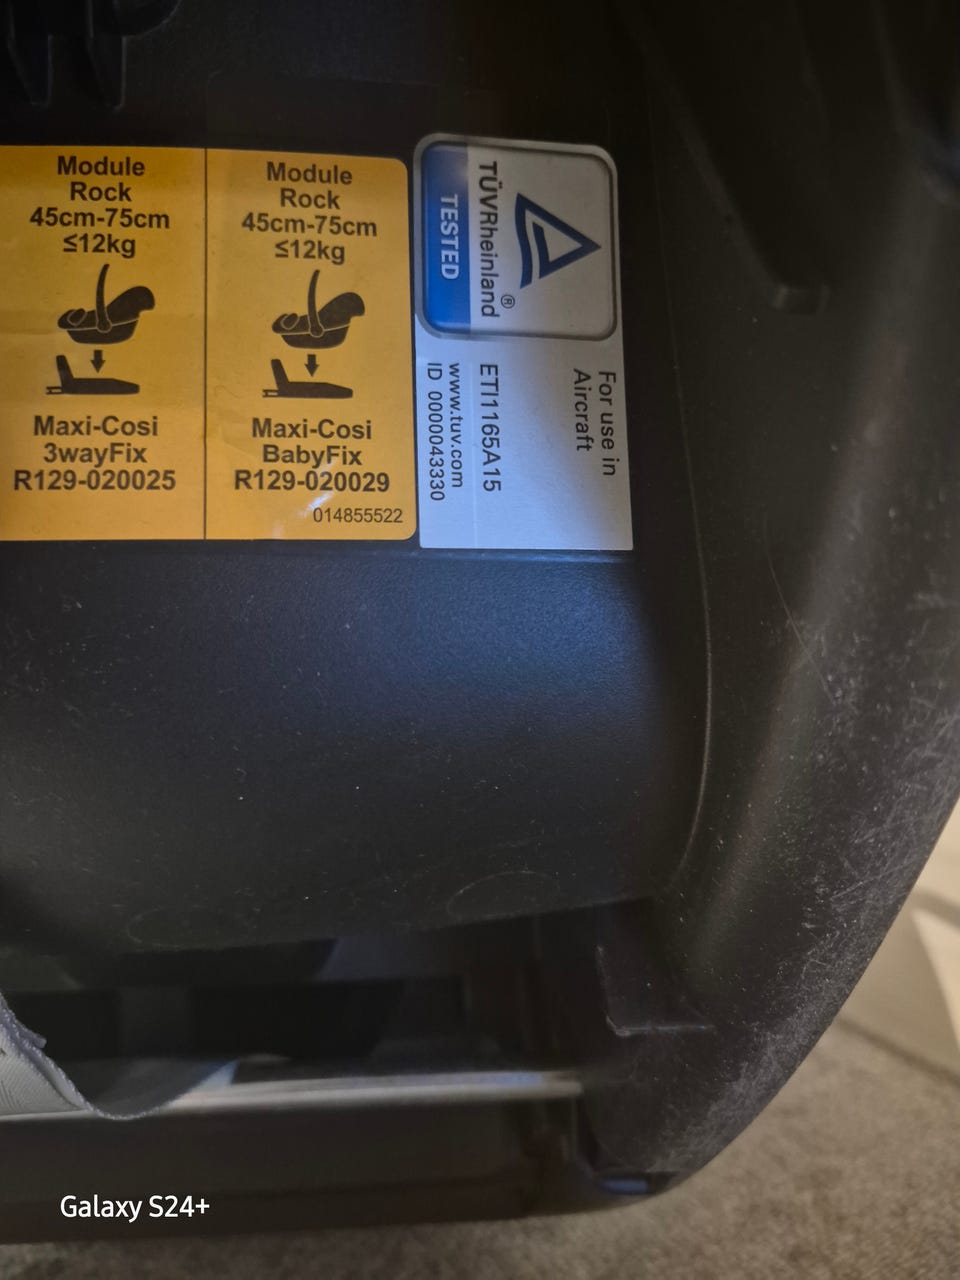 Module
Rock
45cm-75cm
≤12kg
Maxi-Cosi
3wayFix
R129-020025
Module
Rock
45cm-75cm
≤12kg
Maxi-Cosi
BabyFix
R129-020029
014855522
TÜVRheinland®
TESTED
For use in
Aircraft
ETI1165A15
www.tuv.com
ID 0000043330
Galaxy S24+